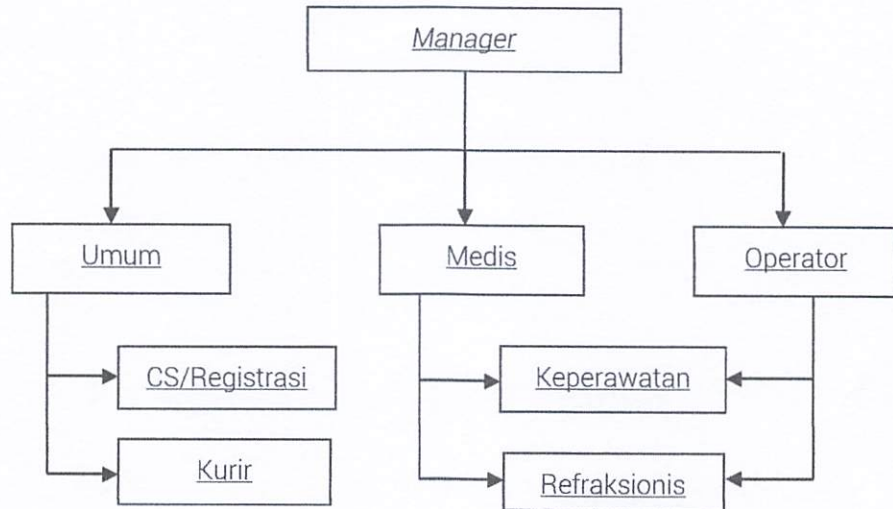 Manager
Umum
Medis
Operator
CS/Registrasi
Keperawatan
Kurir
Refraksionis